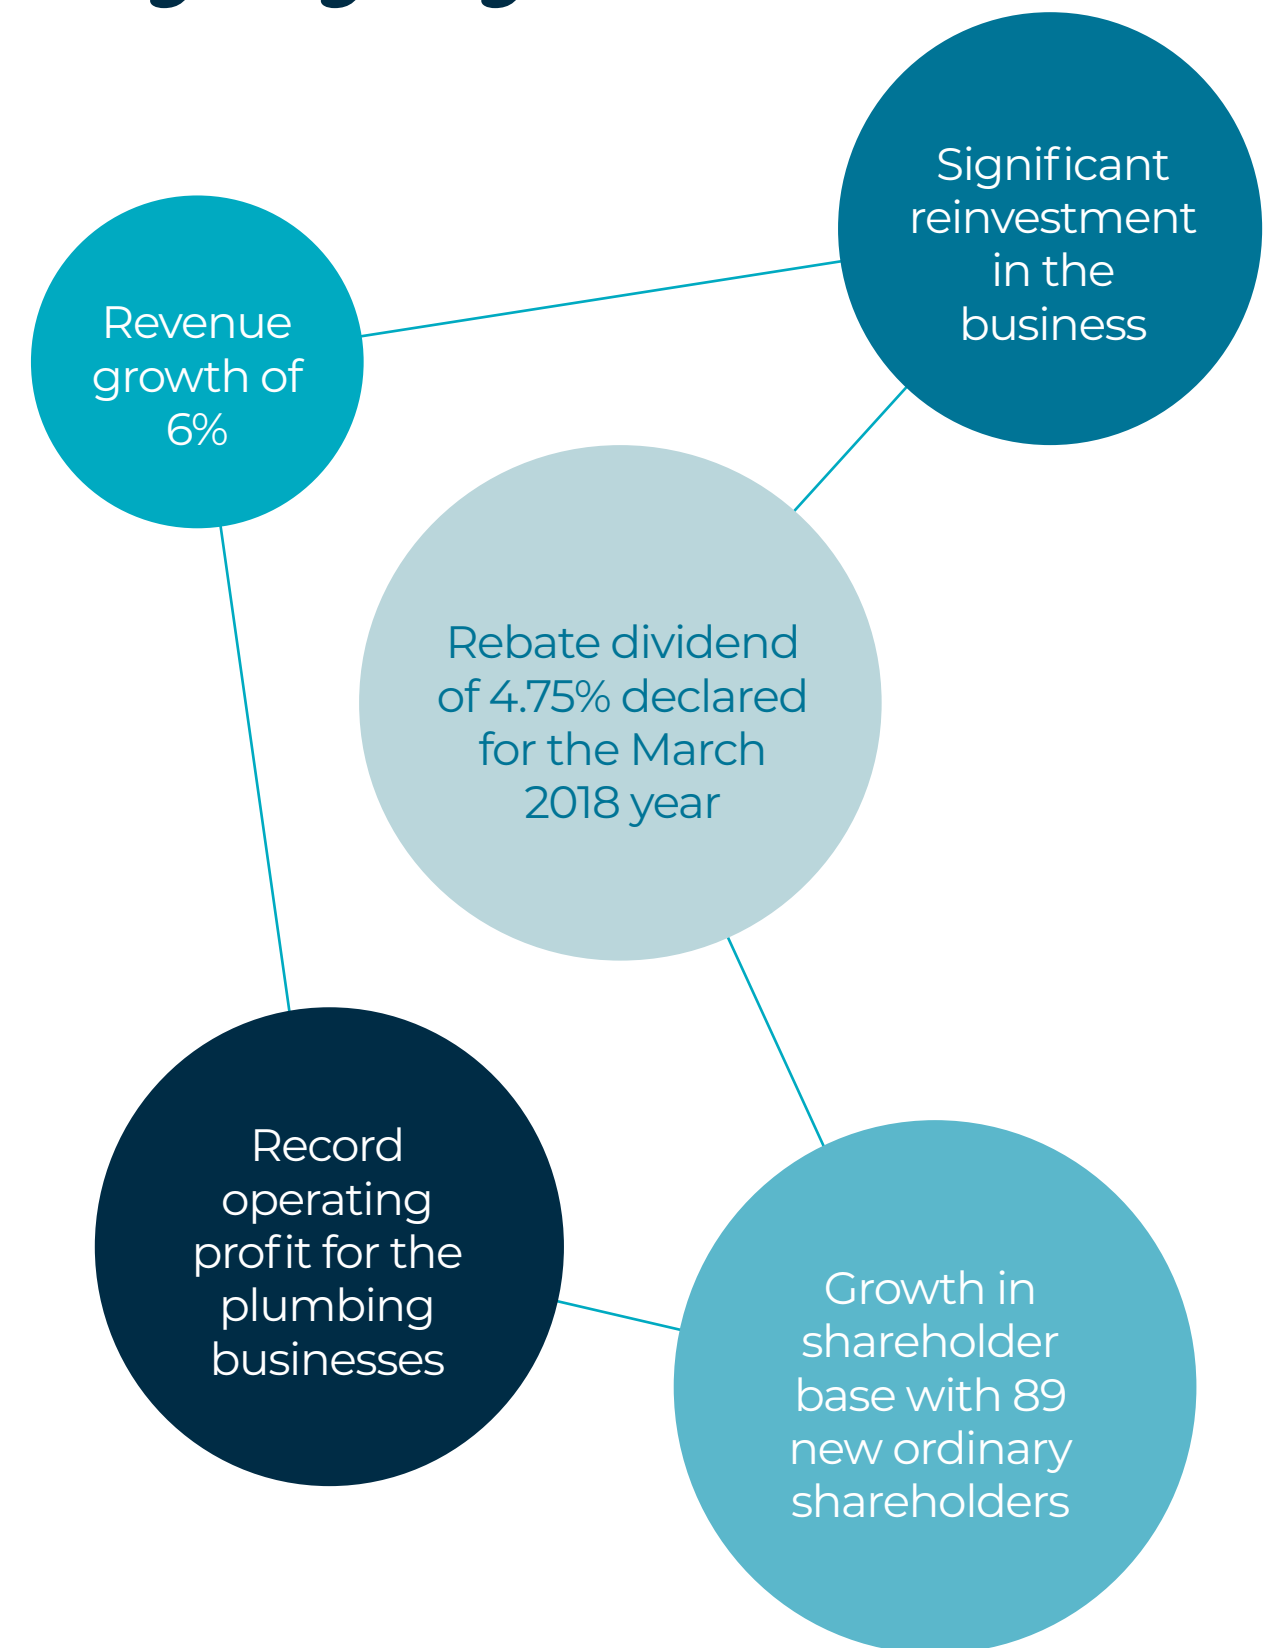 Revenue
growth of
6%
Significant
reinvestment
in the
business
Rebate dividend
of 4.75% declared
for the March
2018 year
Record
operating
profit for the
plumbing
businesses
Growth in
shareholder
base with 89
new ordinary
shareholders